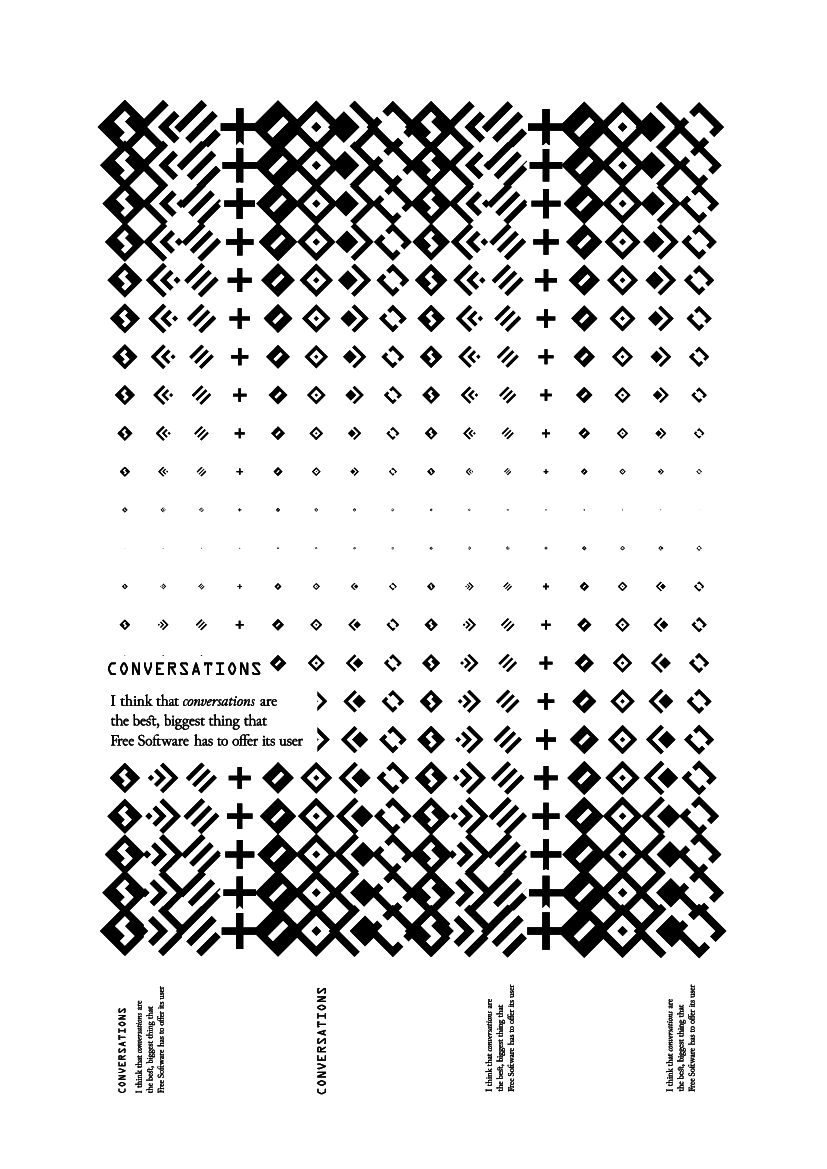 CONVERSATIONS
I think that conversations are
the best, biggest thing that
Free Software has to offer its user
CONVERSATIONS
I think that conversations are
the best, biggest thing that
Free Software has to offer its user
CONVERSATIONS
I think that conversations are
the best, biggest thing that
Free Software has to offer its user
I think that conversations are
the best, biggest thing that
Free Software has to offer its user